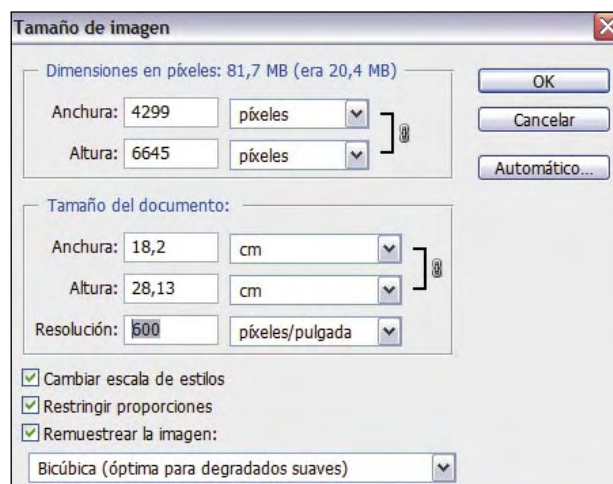 Tamaño de imagen
Dimensiones en píxeles: 81,7 MB (era 20,4 MB)
OK
Anchura: 4299 píxeles
Cancelar
Altura: 6645 píxeles
Automático...
Tamaño del documento:
Anchura: 18,2 cm
Altura: 28,13 cm
Resolución: 600 píxeles/pulgada
Cambiar escala de estilos
Restringir proporciones
Remuestrear la imagen:
Bicúbica (óptima para degradados suaves)